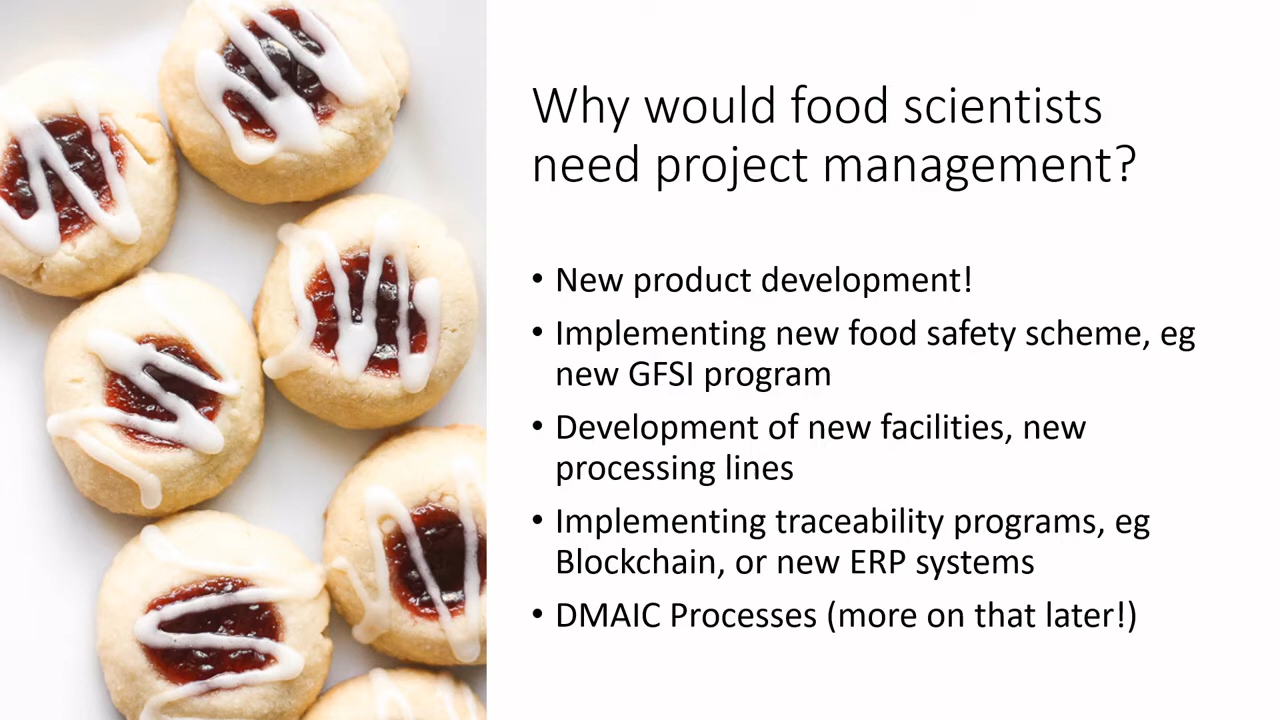 Why would food scientists
need project management?
• New product development!
• Implementing new food safety scheme, eg
new GFSI program
• Development of new facilities, new
processing lines
• Implementing traceability programs, eg
Blockchain, or new ERP systems
• DMAIC Processes (more on that later!)